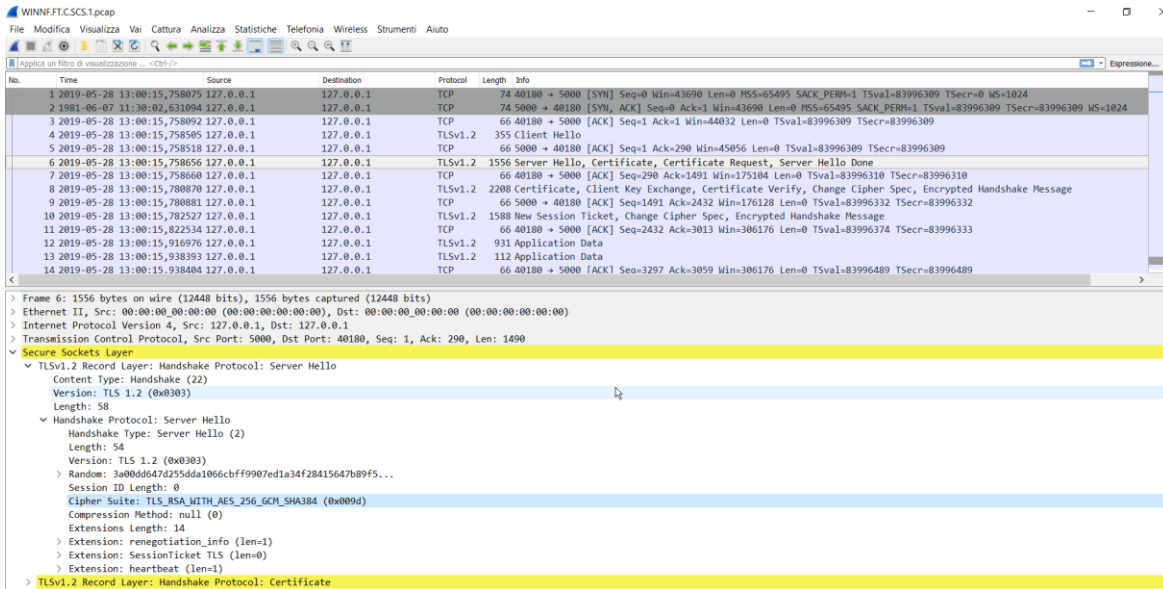 WINNF.FT.C.SCS.1.pcap
File Modifica Visualizza Vai Cattura Analizza Statistiche Telefonia Wireless Strumenti Aiuto
Applica un filtro di visualizzazione ... <Ctrl-/> Espressione...
No. Time Source Destination Protocol Length Info
1 2019-05-28 13:00:15,758075 127.0.0.1 127.0.0.1 TCP 74 40180 → 5000 [SYN] Seq=0 Win=43690 Len=0 MSS=65495 SACK_PERM=1 TSval=83996309 TSecr=0 WS=1024
2 1981-06-07 11:30:02,631094 127.0.0.1 127.0.0.1 TCP 74 5000 → 40180 [SYN, ACK] Seq=0 Ack=1 Win=43690 Len=0 MSS=65495 SACK_PERM=1 TSval=83996309 TSecr=83996309 WS=1024
3 2019-05-28 13:00:15,758092 127.0.0.1 127.0.0.1 TCP 66 40180 → 5000 [ACK] Seq=1 Ack=1 Win=44032 Len=0 TSval=83996309 TSecr=83996309
4 2019-05-28 13:00:15,758505 127.0.0.1 127.0.0.1 TLSv1.2 355 Client Hello
5 2019-05-28 13:00:15,758518 127.0.0.1 127.0.0.1 TCP 66 5000 → 40180 [ACK] Seq=1 Ack=290 Win=45056 Len=0 TSval=83996309 TSecr=83996309
6 2019-05-28 13:00:15,758656 127.0.0.1 127.0.0.1 TLSv1.2 1556 Server Hello, Certificate, Certificate Request, Server Hello Done
7 2019-05-28 13:00:15,758660 127.0.0.1 127.0.0.1 TCP 66 40180 → 5000 [ACK] Seq=290 Ack=1491 Win=175104 Len=0 TSval=83996310 TSecr=83996310
8 2019-05-28 13:00:15,780870 127.0.0.1 127.0.0.1 TLSv1.2 2208 Certificate, Client Key Exchange, Certificate Verify, Change Cipher Spec, Encrypted Handshake Message
9 2019-05-28 13:00:15,780881 127.0.0.1 127.0.0.1 TCP 66 5000 → 40180 [ACK] Seq=1491 Ack=2432 Win=176128 Len=0 TSval=83996332 TSecr=83996332
10 2019-05-28 13:00:15,782527 127.0.0.1 127.0.0.1 TLSv1.2 1588 New Session Ticket, Change Cipher Spec, Encrypted Handshake Message
11 2019-05-28 13:00:15,822534 127.0.0.1 127.0.0.1 TCP 66 40180 → 5000 [ACK] Seq=2432 Ack=3013 Win=306176 Len=0 TSval=83996374 TSecr=83996333
12 2019-05-28 13:00:15,916976 127.0.0.1 127.0.0.1 TLSv1.2 931 Application Data
13 2019-05-28 13:00:15,938393 127.0.0.1 127.0.0.1 TLSv1.2 112 Application Data
14 2019-05-28 13:00:15,938404 127.0.0.1 127.0.0.1 TCP 66 40180 → 5000 [ACK] Seq=3297 Ack=3059 Win=306176 Len=0 TSval=83996489 TSecr=83996489
Frame 6: 1556 bytes on wire (12448 bits), 1556 bytes captured (12448 bits)
Ethernet II, Src: 00:00:00_00:00:00 (00:00:00:00:00:00), Dst: 00:00:00_00:00:00 (00:00:00:00:00:00)
Internet Protocol Version 4, Src: 127.0.0.1, Dst: 127.0.0.1
Transmission Control Protocol, Src Port: 5000, Dst Port: 40180, Seq: 1, Ack: 290, Len: 1490
Secure Sockets Layer
TLSv1.2 Record Layer: Handshake Protocol: Server Hello
Content Type: Handshake (22)
Version: TLS 1.2 (0x0303)
Length: 58
Handshake Protocol: Server Hello
Handshake Type: Server Hello (2)
Length: 54
Version: TLS 1.2 (0x0303)
Random: 3a00dd647d255dda1066cbff9907ed1a34f28415647b89f5...
Session ID Length: 0
Cipher Suite: TLS_RSA_WITH_AES_256_GCM_SHA384 (0x009d)
Compression Method: null (0)
Extensions Length: 14
Extension: renegotiation_info (len=1)
Extension: SessionTicket TLS (len=0)
Extension: heartbeat (len=1)
TLSv1.2 Record Layer: Handshake Protocol: Certificate